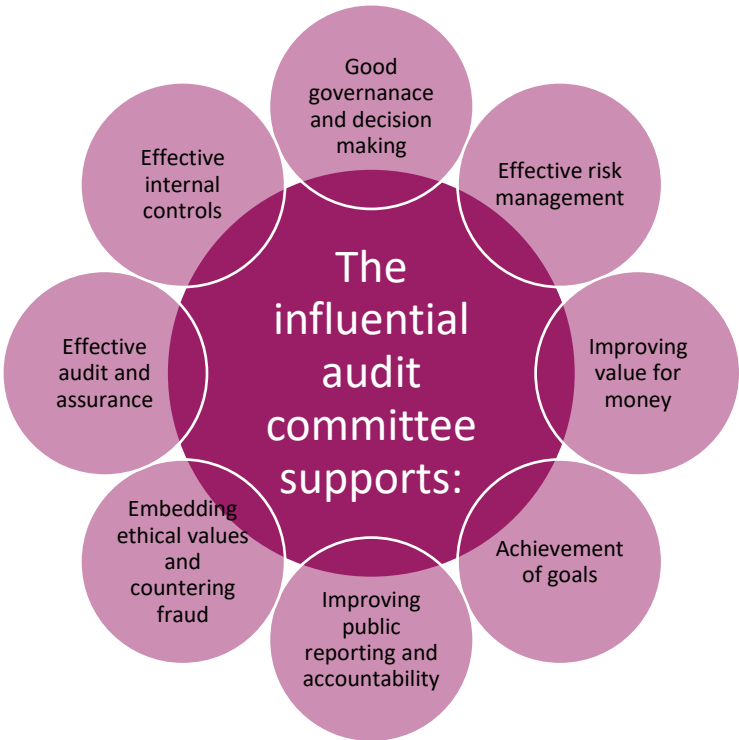 The
influential
audit
committee
supports:
Good
governanace
and decision
making
Effective risk
management
Improving
value for
money
Achievement
of goals
Improving
public
reporting and
accountability
Embedding
ethical values
and
countering
fraud
Effective
audit and
assurance
Effective
internal
controls